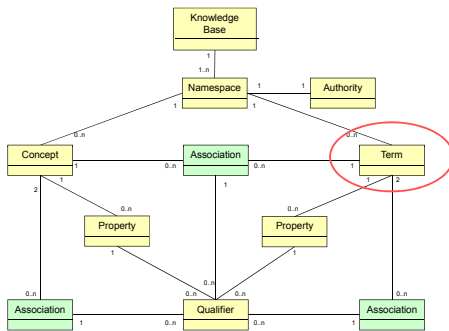 Knowledge
Base
1
1..n
Namespace 1 1 Authority
1 1
0..n 0..n
Concept 1 0..n Association 0..n 1 Term
2 1 1 1 2
0..n 0..n
Property Property
1 1
0..n 0..n 0..n 0..n 0..n
Association 1 0..n Qualifier 0..n 1 Association